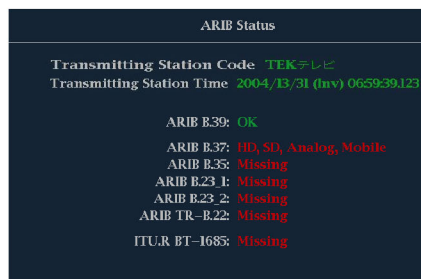 ARIB Status
Transmitting Station Code TEKテレビ
Transmitting Station Time 2004/13/31 (Inv) 06:59:39.123
ARIB B.39: OK
ARIB B.37: HD, SD, Analog, Mobile
ARIB B.35: Missing
ARIB B.23_1: Missing
ARIB B.23_2: Missing
ARIB TR-B.22: Missing
ITU.R BT-1685: Missing